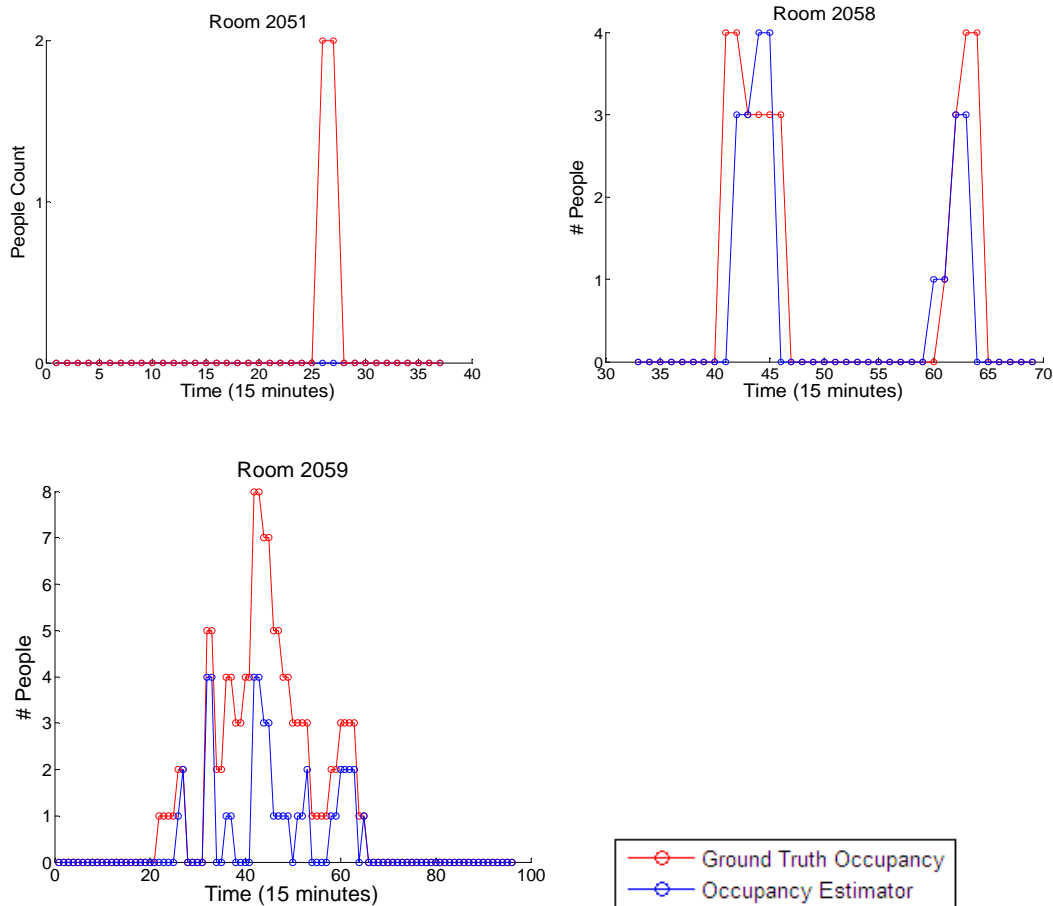 Room 2051
2
1
0
People Count
0 5 10 15 20 25 30 35 40
Time (15 minutes)
Room 2058
4
3
2
1
0
# People
30 35 40 45 50 55 60 65 70
Time (15 minutes)
Room 2059
8
7
6
5
4
3
2
1
0
# People
0 20 40 60 80 100
Time (15 minutes)
Ground Truth Occupancy
Occupancy Estimator